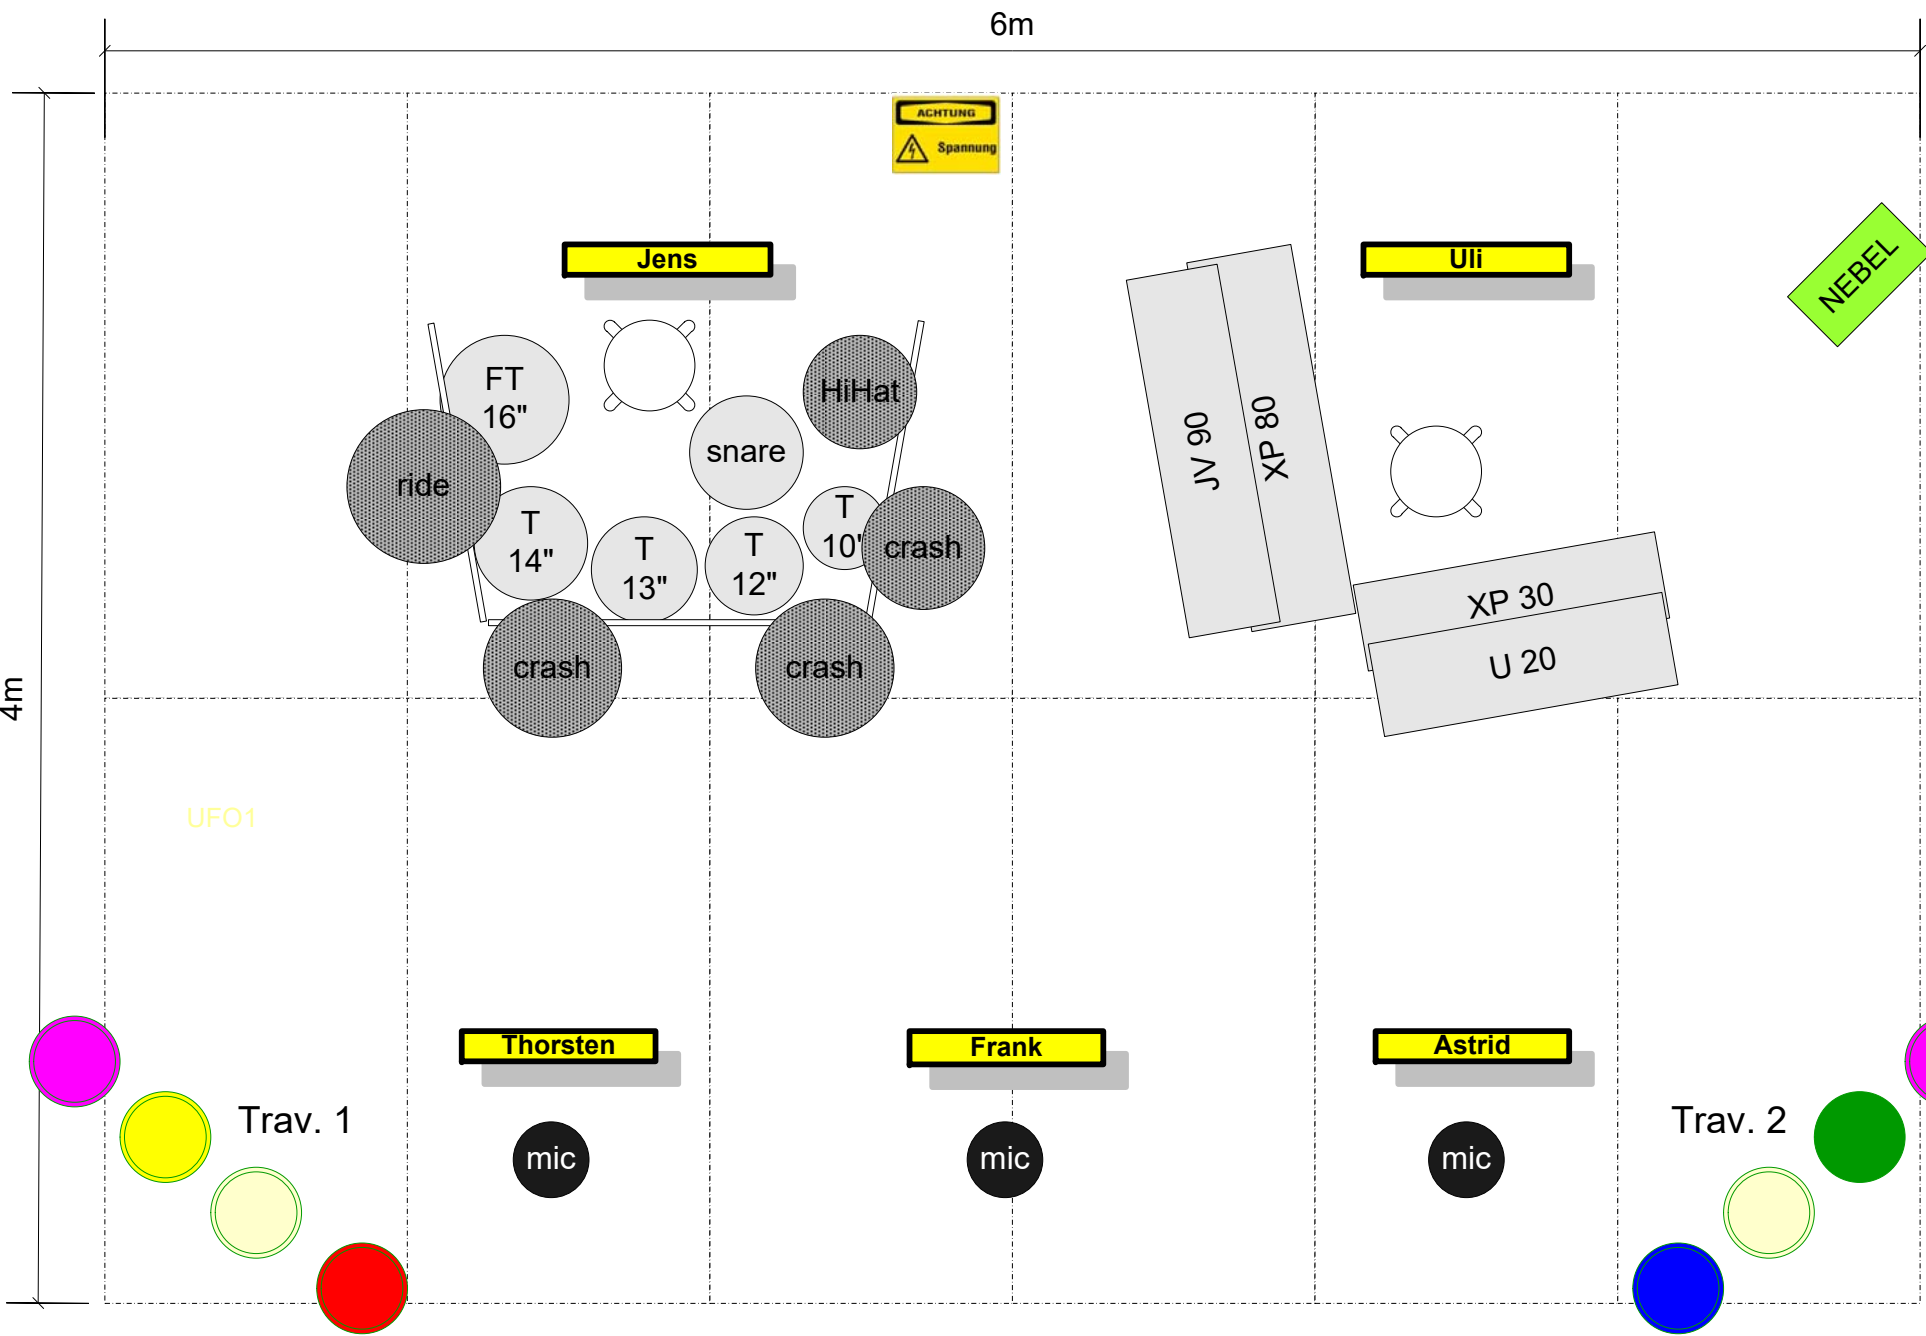 6m
ACHTUNG
Spannung
Jens
Uli
NEBEL
FT
16"
HiHat
snare
ride
JV 90
XP 80
T
14"
T
13"
T
12"
T
10'
crash
XP 30
U 20
crash
crash
4m
UFO1
Thorsten
Frank
Astrid
Trav. 1
Trav. 2
mic
mic
mic